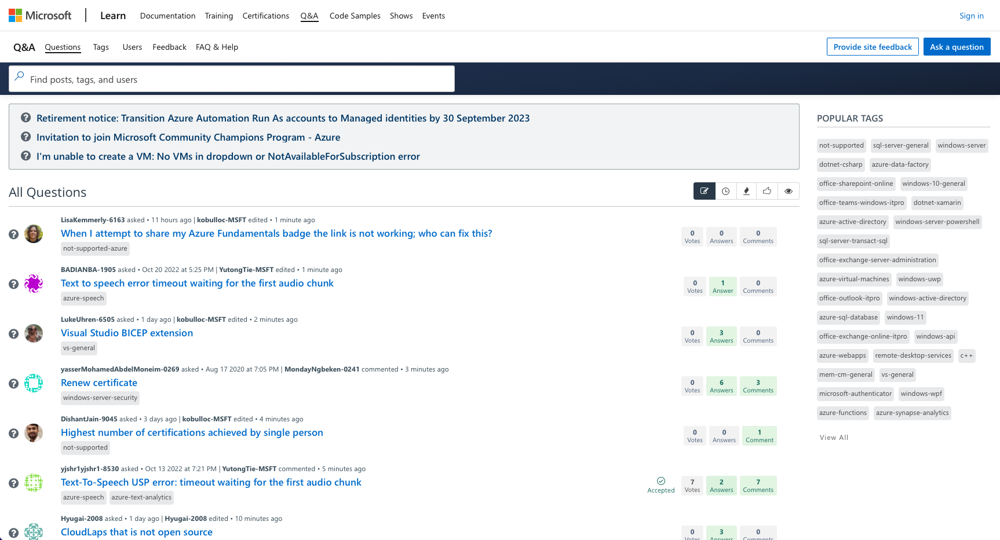 Microsoft Learn Documentation Training Certifications Q&A Code Samples Shows Events Sign in
Q&A Questions Tags Users Feedback FAQ & Help Provide site feedback Ask a question
Find posts, tags, and users
Retirement notice: Transition Azure Automation Run As accounts to Managed identities by 30 September 2023
Invitation to join Microsoft Community Champions Program - Azure
I'm unable to create a VM: No VMs in dropdown or NotAvailableForSubscription error
All Questions
LisaKemmerly-6163 asked • 11 hours ago | kobulloc-MSFT edited • 1 minute ago
When I attempt to share my Azure Fundamentals badge the link is not working; who can fix this?
not-supported-azure
0 0 0
Votes Answers Comments
BADIANBA-1905 asked • Oct 20 2022 at 5:25 PM | YutongTie-MSFT edited • 1 minute ago
Text to speech error timeout waiting for the first audio chunk
azure-speech
0 1 0
Votes Answer Comments
LukeUhren-6505 asked • 1 day ago | kobulloc-MSFT edited • 2 minutes ago
Visual Studio BICEP extension
vs-general
0 3 0
Votes Answers Comments
yasserMohamedAbdelMoneim-0269 asked • Aug 17 2020 at 7:05 PM | MondayNgbeken-0241 commented • 3 minutes ago
Renew certificate
windows-server-security
0 6 3
Votes Answers Comments
DishantJain-9045 asked • 3 days ago | kobulloc-MSFT edited • 4 minutes ago
Highest number of certifications achieved by single person
not-supported
0 0 1
Votes Answers Comment
yjshr1yjshr1-8530 asked • Oct 13 2022 at 7:21 PM | YutongTie-MSFT commented • 5 minutes ago
Text-To-Speech USP error: timeout waiting for the first audio chunk
azure-speech azure-text-analytics
Accepted
7 2 7
Votes Answers Comments
Hyugai-2008 asked • 1 day ago | Hyugai-2008 edited • 10 minutes ago
CloudLaps that is not open source
0 3 0
Votes Answers Comments
POPULAR TAGS
not-supported sql-server-general windows-server
dotnet-csharp azure-data-factory
office-sharepoint-online windows-10-general
office-teams-windows-itpro dotnet-xamarin
azure-active-directory windows-server-powershell
sql-server-transact-sql
office-exchange-server-administration
azure-virtual-machines windows-uwp
office-outlook-itpro windows-active-directory
azure-sql-database windows-11
office-exchange-online-itpro windows-api
azure-webapps remote-desktop-services c++
mem-cm-general vs-general
microsoft-authenticator windows-wpf
azure-functions azure-synapse-analytics
View All